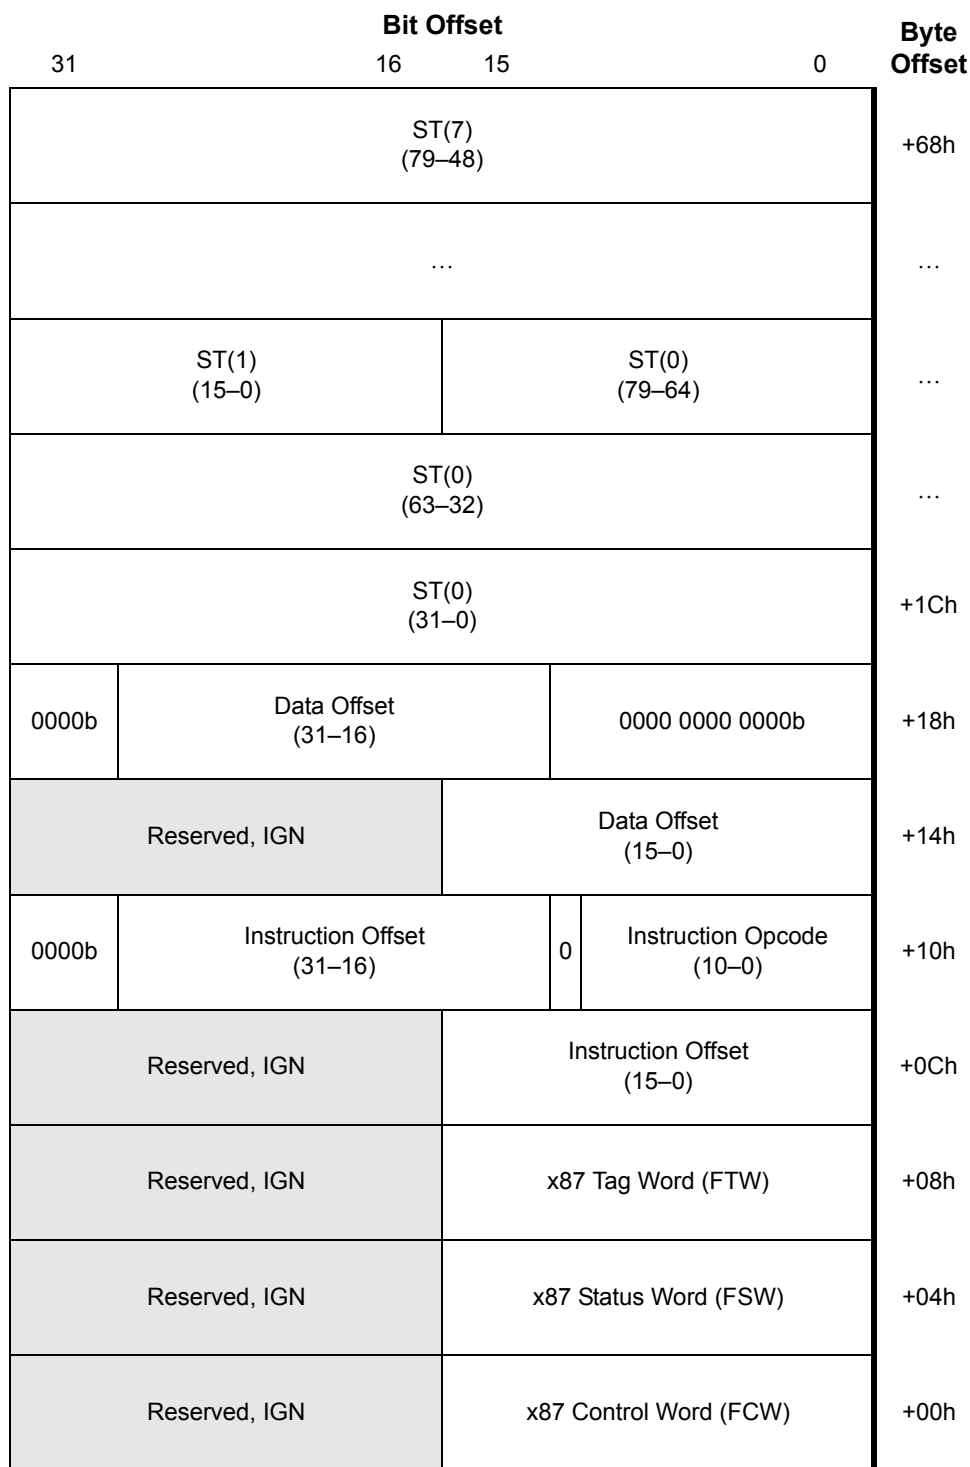 Bit Offset
Byte
Offset
31 16 15 0
ST(7)
(79–48)
+68h
…
…
ST(1)
(15–0)
ST(0)
(79–64)
…
ST(0)
(63–32)
…
ST(0)
(31–0)
+1Ch
0000b
Data Offset
(31–16)
0000 0000 0000b
+18h
Reserved, IGN
Data Offset
(15–0)
+14h
0000b
Instruction Offset
(31–16)
0
Instruction Opcode
(10–0)
+10h
Reserved, IGN
Instruction Offset
(15–0)
+0Ch
Reserved, IGN
x87 Tag Word (FTW)
+08h
Reserved, IGN
x87 Status Word (FSW)
+04h
Reserved, IGN
x87 Control Word (FCW)
+00h